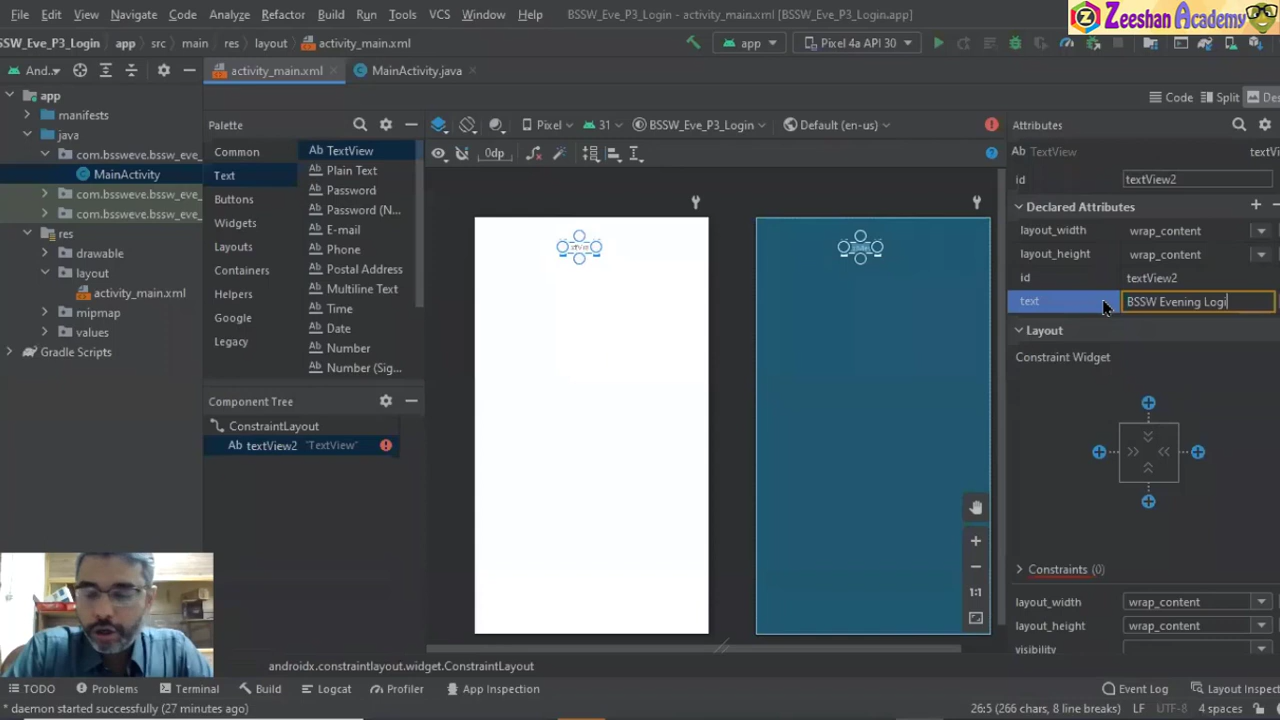 File Edit View Navigate Code Analyze Refactor Build Run Tools VCS Window Help BSSW_Eve_P3_Login - activity_main.xml [BSSW_Eve_P3_Login.app]
Zeeshan Academy
SSW_Eve_P3_Login app src main res layout activity_main.xml app Pixel 4a API 30
And... activity_main.xml MainActivity.java
Code Split Des
app
manifests
java
com.bssweve.bssw_eve_
MainActivity
com.bssweve.bssw_eve_
com.bssweve.bssw_eve_
res
drawable
layout
activity_main.xml
mipmap
values
Gradle Scripts
Palette
Common
Text
Buttons
Widgets
Layouts
Containers
Helpers
Google
Legacy
Ab TextView
Ab Plain Text
Ab Password
Ab Password (N...
Ab E-mail
Ab Phone
Ab Postal Address
Ab Multiline Text
Ab Time
Ab Date
Ab Number
Ab Number (Sig...
Component Tree
ConstraintLayout
Ab textView2 "TextView"
Pixel 31 BSSW_Eve_P3_Login Default (en-us)
0dp
1:1
Attributes
Ab TextView textVi
id textView2
Declared Attributes
layout_width wrap_content
layout_height wrap_content
id textView2
text BSSW Evening Logi
Layout
Constraint Widget
Constraints (0)
layout_width wrap_content
layout_height wrap_content
visibility
androidx.constraintlayout.widget.ConstraintLayout
TODO Problems Terminal Build Logcat Profiler App Inspection Event Log Layout Inspec
* daemon started successfully (27 minutes ago) 26:5 (266 chars, 8 line breaks) LF UTF-8 4 spaces